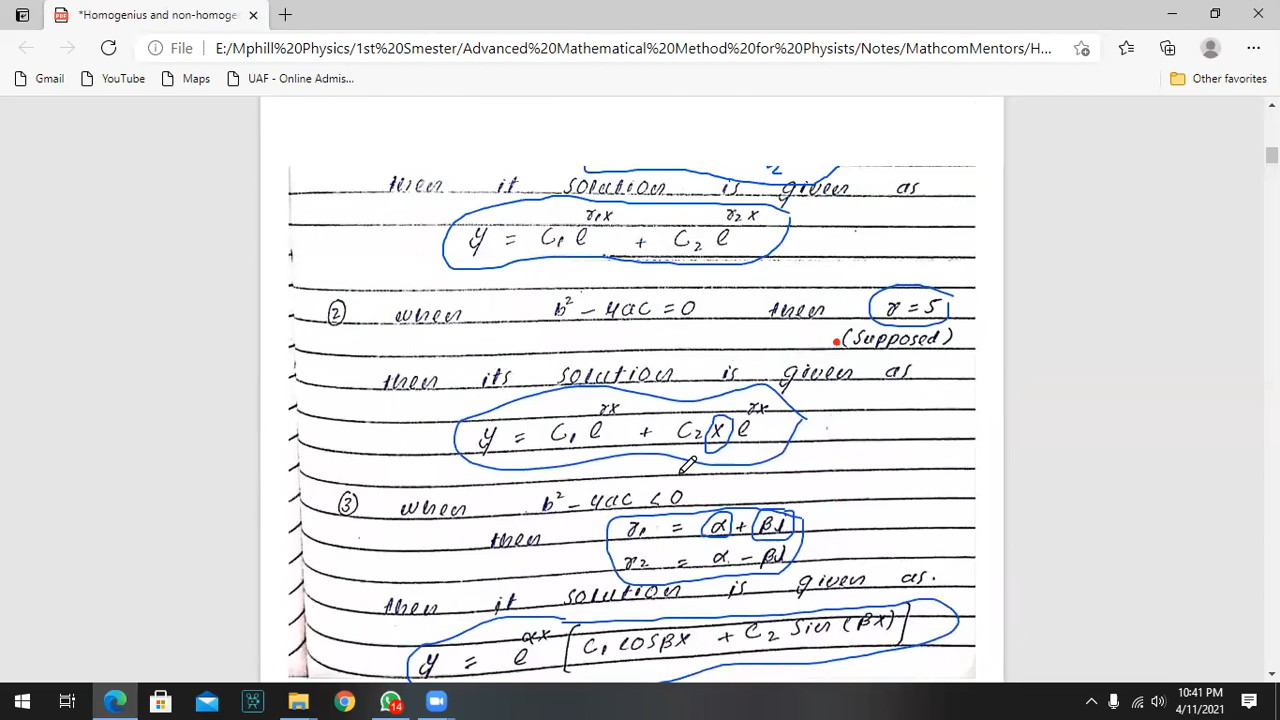 *Homogenius and non-homogene
File
E:/Mphill%20Physics/1st%20Smester/Advanced%20Mathematical%20Method%20for%20Physists/Notes/MathcomMentors/H...
Gmail YouTube Maps UAF - Online Admis... Other favorites
then it solution is given as
y = C₁ e^r₁x + C₂ e^r₂x
② when b² - 4ac = 0 then r = 5
(Supposed)
then its solution is given as
y = C₁ e^rx + C₂ x e^rx
③ when b² - 4ac < 0
then r₁ = α + βi
r₂ = α - βi
then it solution is given as.
y = e^αx [C₁ cosβx + C₂ Sin (βx)]
14
10:41 PM
4/11/2021